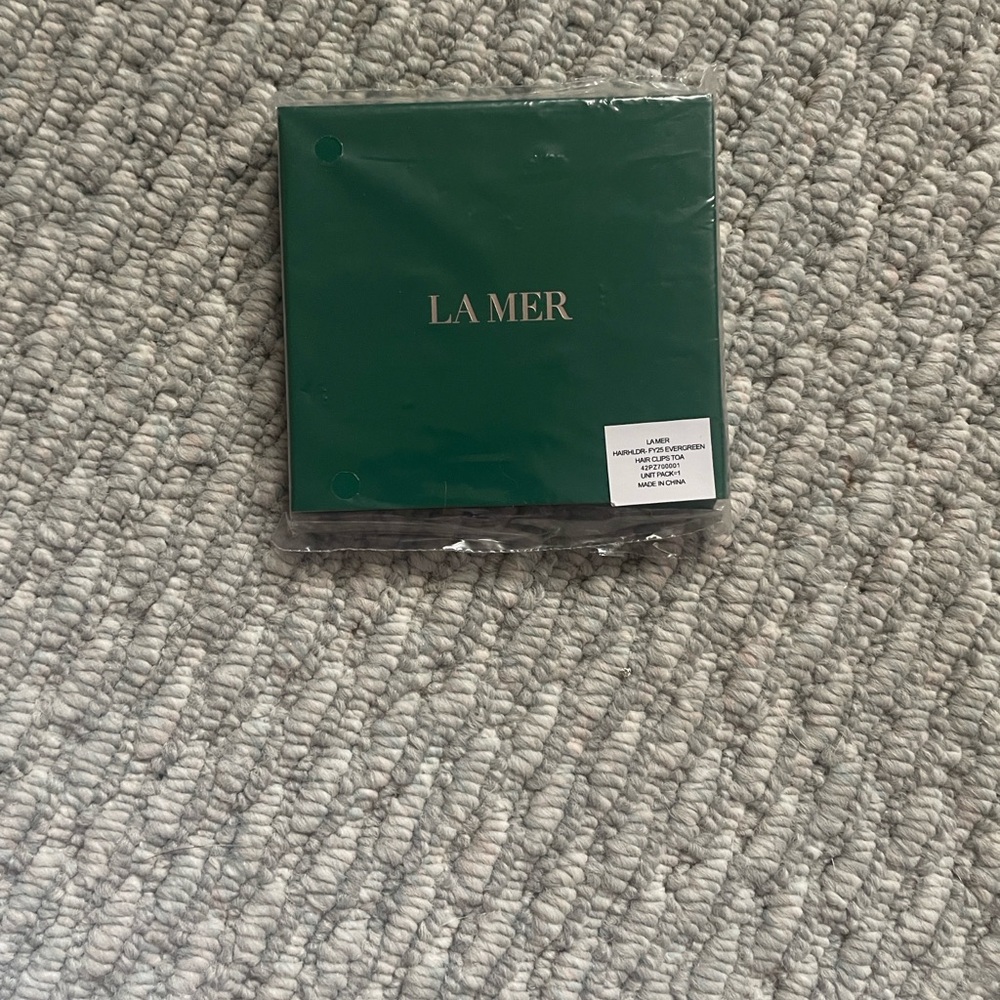 LA MER
LA MER
HAIRHLDR- FY25 EVERGREEN
HAIR CLIPS TOA
42PZ700001
UNIT PACK=1
MADE IN CHINA